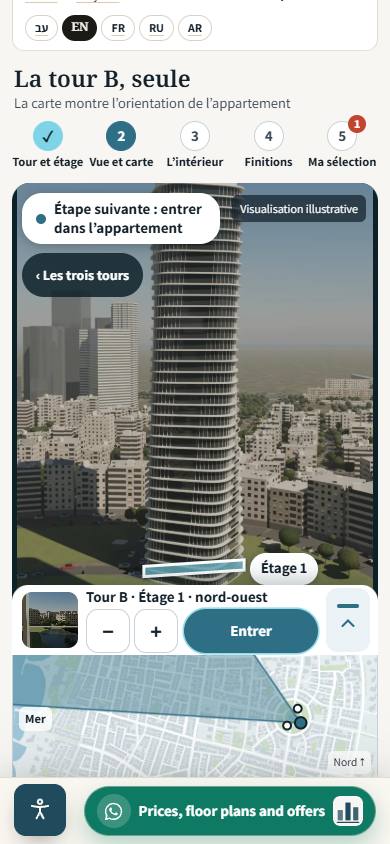 עב EN FR RU AR
La tour B, seule
La carte montre l’orientation de l’appartement
✓ 2 3 4 5 1
Tour et étage Vue et carte L’intérieur Finitions Ma sélection
Étape suivante : entrer
dans l’appartement
Visualisation illustrative
‹ Les trois tours
Étage 1
Tour B · Étage 1 · nord-ouest
− + Entrer
Mer
Nord ↑
Prices, floor plans and offers